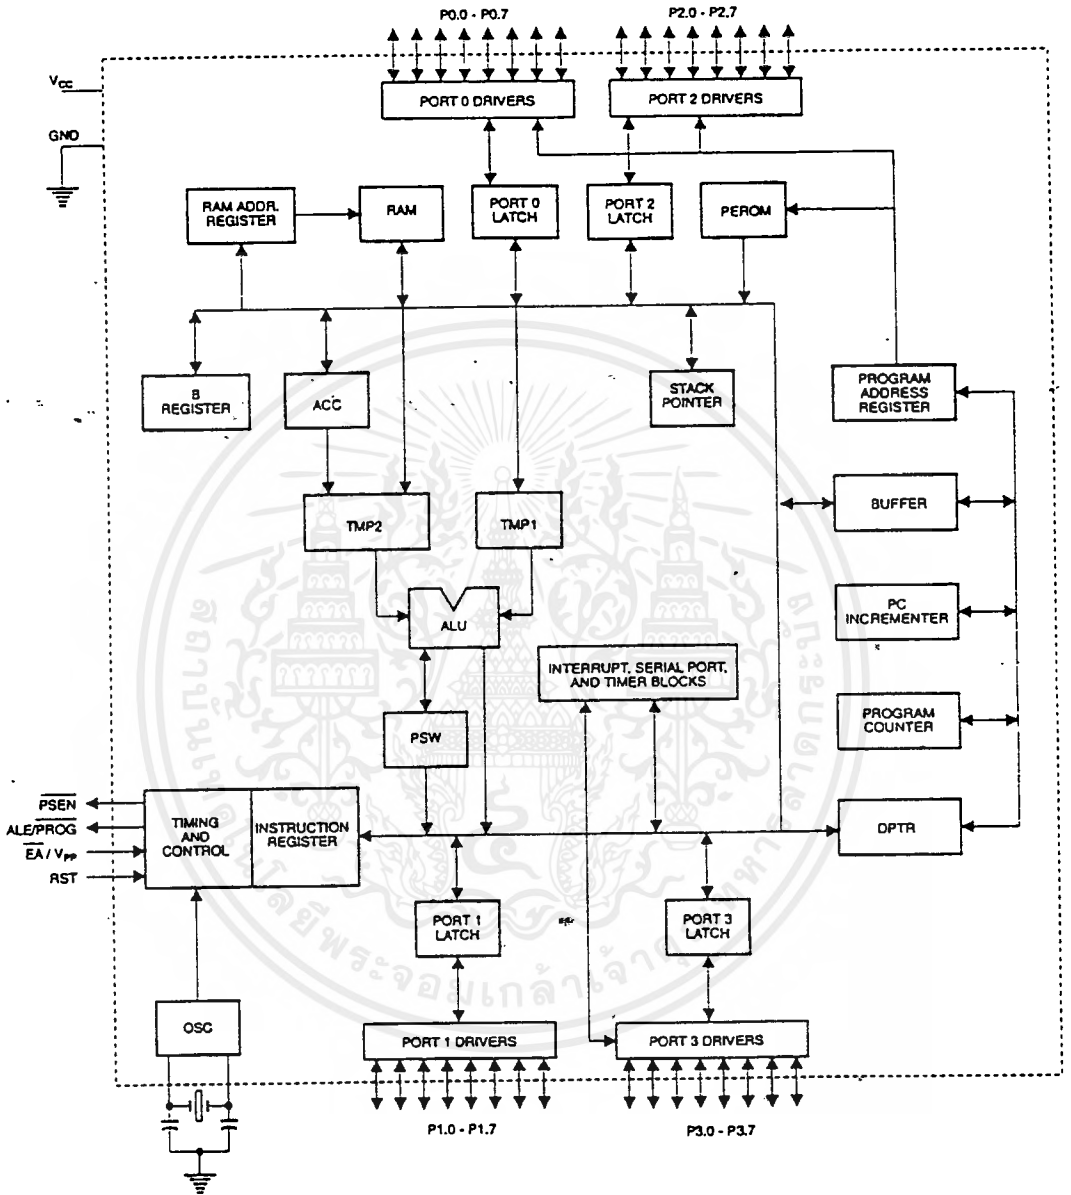 P0.0 - P0.7
P2.0 - P2.7
VCC
PORT 0 DRIVERS
PORT 2 DRIVERS
GND
RAM ADDR.
REGISTER
RAM
PORT 0
LATCH
PORT 2
LATCH
PEROM
B
REGISTER
ACC
STACK
POINTER
PROGRAM
ADDRESS
REGISTER
TMP2
TMP1
BUFFER
ALU
PC
INCREMENTER
INTERRUPT, SERIAL PORT,
AND TIMER BLOCKS
PSW
PROGRAM
COUNTER
PSEN
ALE/PROG
EA / VPP
RST
TIMING
AND
CONTROL
INSTRUCTION
REGISTER
DPTR
PORT 1
LATCH
PORT 3
LATCH
OSC
PORT 1 DRIVERS
PORT 3 DRIVERS
P1.0 - P1.7
P3.0 - P3.7